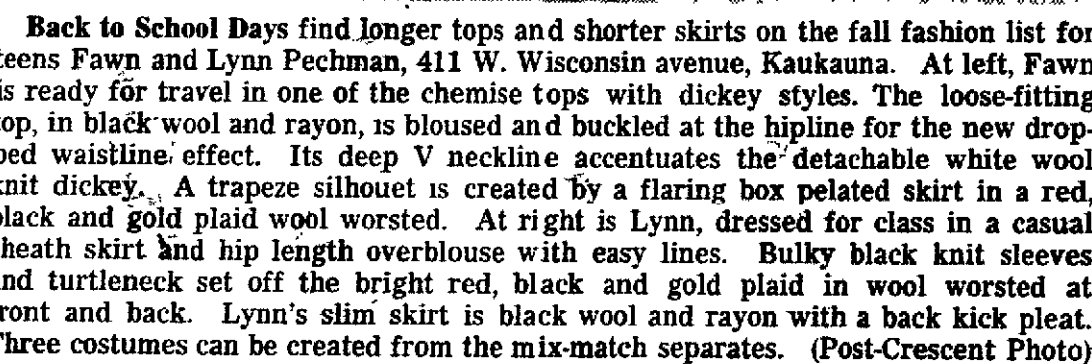 Back to School Days find longer tops and shorter skirts on the fall fashion list for
teens Fawn and Lynn Pechman, 411 W. Wisconsin avenue, Kaukauna. At left, Fawn
is ready for travel in one of the chemise tops with dickey styles. The loose-fitting
top, in black wool and rayon, is bloused and buckled at the hipline for the new drop-
ped waistline effect. Its deep V neckline accentuates the detachable white wool
knit dickey. A trapeze silhouet is created by a flaring box pelated skirt in a red,
black and gold plaid wool worsted. At right is Lynn, dressed for class in a casual
sheath skirt and hip length overblouse with easy lines. Bulky black knit sleeves
and turtleneck set off the bright red, black and gold plaid in wool worsted at
front and back. Lynn's slim skirt is black wool and rayon with a back kick pleat.
Three costumes can be created from the mix-match separates. (Post-Crescent Photo)